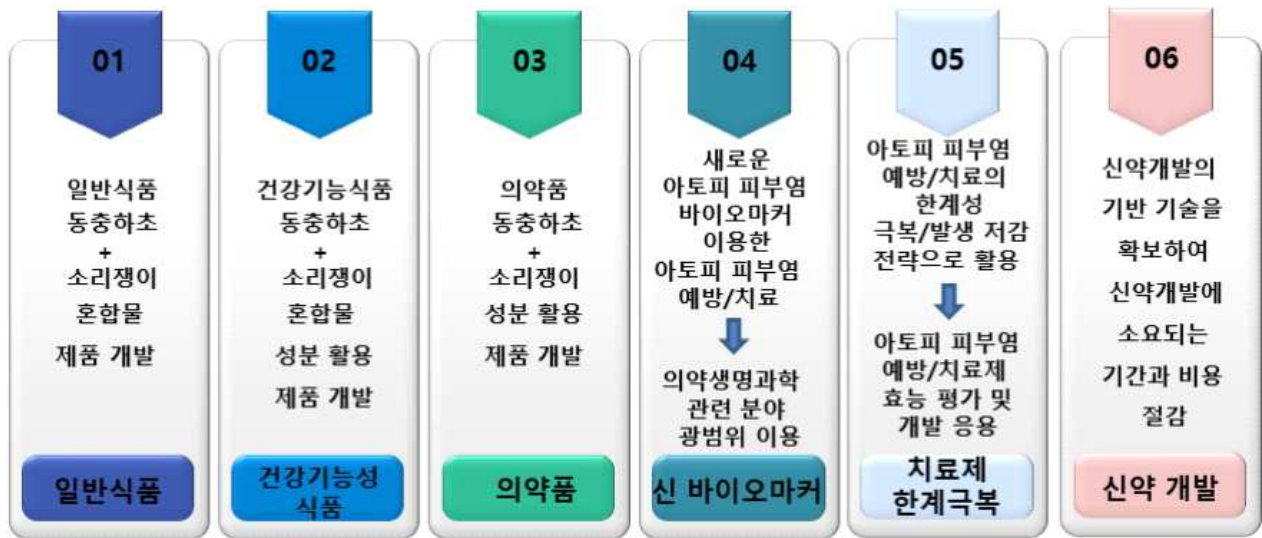 01
일반식품
동충하초
+
소리쟁이
혼합물
제품 개발
일반식품
02
건강기능식품
동충하초
+
소리쟁이
혼합물
성분 활용
제품 개발
건강기능성
식품
03
의약품
동충하초
+
소리쟁이
성분 활용
제품 개발
의약품
04
새로운
아토피 피부염
바이오마커
이용한
아토피 피부염
예방/치료
의약생명과학
관련 분야
광범위 이용
신 바이오마커
05
아토피 피부염
예방/치료의
한계성
극복/발생 저감
전략으로 활용
아토피 피부염
예방/치료제
효능 평가 및
개발 응용
치료제
한계극복
06
신약개발의
기반 기술을
확보하여
신약개발에
소요되는
기간과 비용
절감
신약 개발